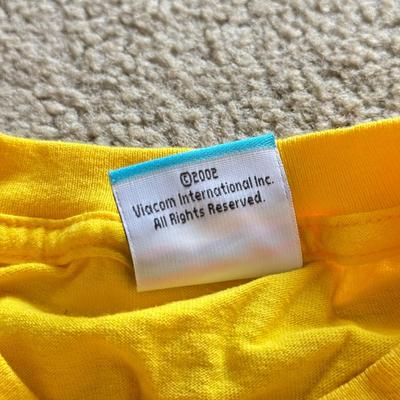 ©2002
Viacom International Inc.
All Rights Reserved.